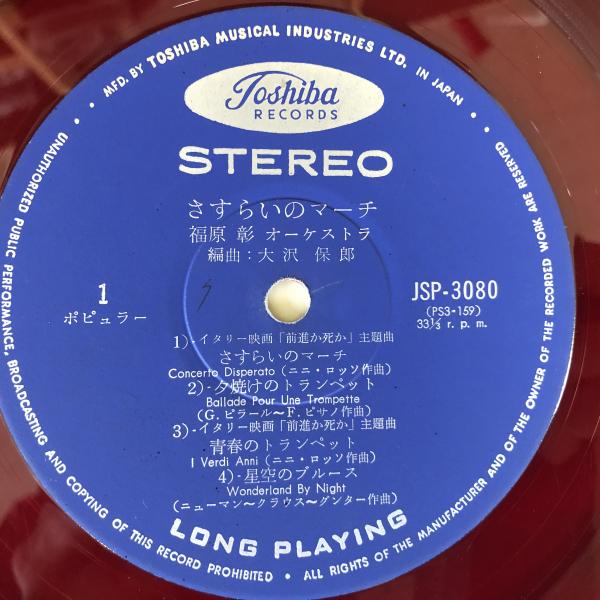 MFD. BY TOSHIBA MUSICAL INDUSTRIES LTD. IN JAPAN •
Toshiba
RECORDS
STEREO
さすらいのマーチ
福原 彰 オーケストラ
編曲：大沢 保郎
1
ポピュラー
JSP-3080
(PS3-159)
33⅓ r. p. m.
1)-イタリー映画「前進か死か」主題曲
さすらいのマーチ
Concerto Disperato (ニニ・ロッソ作曲)
2)-夕焼けのトランペット
Ballade Pour Une Trompette
(G. ピラール〜F. ピサノ作曲)
3)-イタリー映画「前進か死か」主題曲
青春のトランペット
I Verdi Anni (ニニ・ロッソ作曲)
4)-星空のブルース
Wonderland By Night
(ニューマン〜クラウス〜グンター作曲)
LONG PLAYING
UNAUTHORIZED PUBLIC PERFORMANCE, BROADCASTING AND COPYING OF THIS RECORD PROHIBITED • ALL RIGHTS OF THE MANUFACTURER AND OF THE OWNER OF THE RECORDED WORK ARE RESERVED •